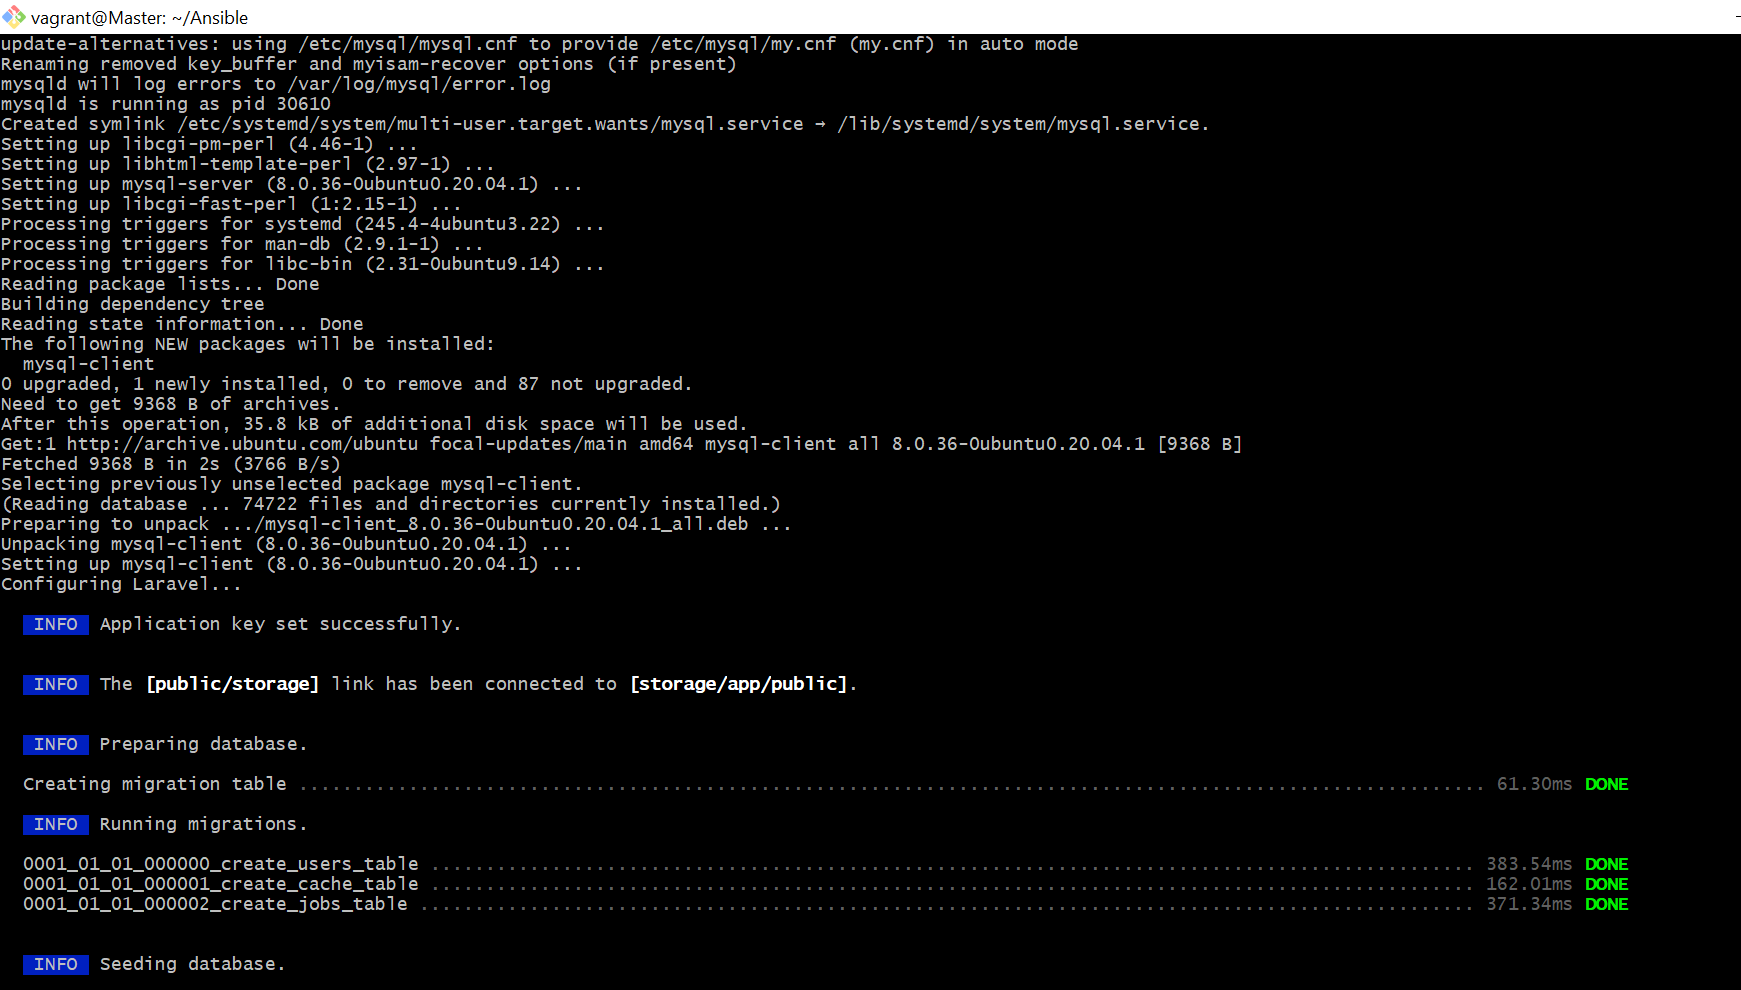 vagrant@Master: ~/Ansible
update-alternatives: using /etc/mysql/mysql.cnf to provide /etc/mysql/my.cnf (my.cnf) in auto mode
Renaming removed key_buffer and myisam-recover options (if present)
mysqld will log errors to /var/log/mysql/error.log
mysqld is running as pid 30610
Created symlink /etc/systemd/system/multi-user.target.wants/mysql.service → /lib/systemd/system/mysql.service.
Setting up libcgi-pm-perl (4.46-1) ...
Setting up libhtml-template-perl (2.97-1) ...
Setting up mysql-server (8.0.36-0ubuntu0.20.04.1) ...
Setting up libcgi-fast-perl (1:2.15-1) ...
Processing triggers for systemd (245.4-4ubuntu3.22) ...
Processing triggers for man-db (2.9.1-1) ...
Processing triggers for libc-bin (2.31-0ubuntu9.14) ...
Reading package lists... Done
Building dependency tree
Reading state information... Done
The following NEW packages will be installed:
  mysql-client
0 upgraded, 1 newly installed, 0 to remove and 87 not upgraded.
Need to get 9368 B of archives.
After this operation, 35.8 kB of additional disk space will be used.
Get:1 http://archive.ubuntu.com/ubuntu focal-updates/main amd64 mysql-client all 8.0.36-0ubuntu0.20.04.1 [9368 B]
Fetched 9368 B in 2s (3766 B/s)
Selecting previously unselected package mysql-client.
(Reading database ... 74722 files and directories currently installed.)
Preparing to unpack .../mysql-client_8.0.36-0ubuntu0.20.04.1_all.deb ...
Unpacking mysql-client (8.0.36-0ubuntu0.20.04.1) ...
Setting up mysql-client (8.0.36-0ubuntu0.20.04.1) ...
Configuring Laravel...
INFO Application key set successfully.
INFO The [public/storage] link has been connected to [storage/app/public].
INFO Preparing database.
Creating migration table ........................................ 61.30ms DONE
INFO Running migrations.
0001_01_01_000000_create_users_table ........................................ 383.54ms DONE
0001_01_01_000001_create_cache_table ........................................ 162.01ms DONE
0001_01_01_000002_create_jobs_table ........................................ 371.34ms DONE
INFO Seeding database.